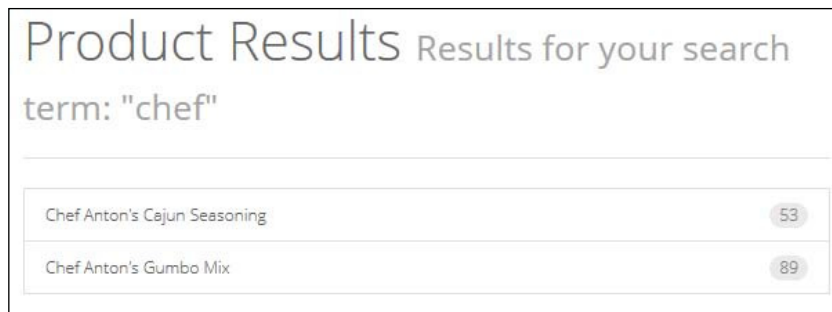 Product Results Results for your search
term: "chef"
Chef Anton's Cajun Seasoning 53
Chef Anton's Gumbo Mix 89